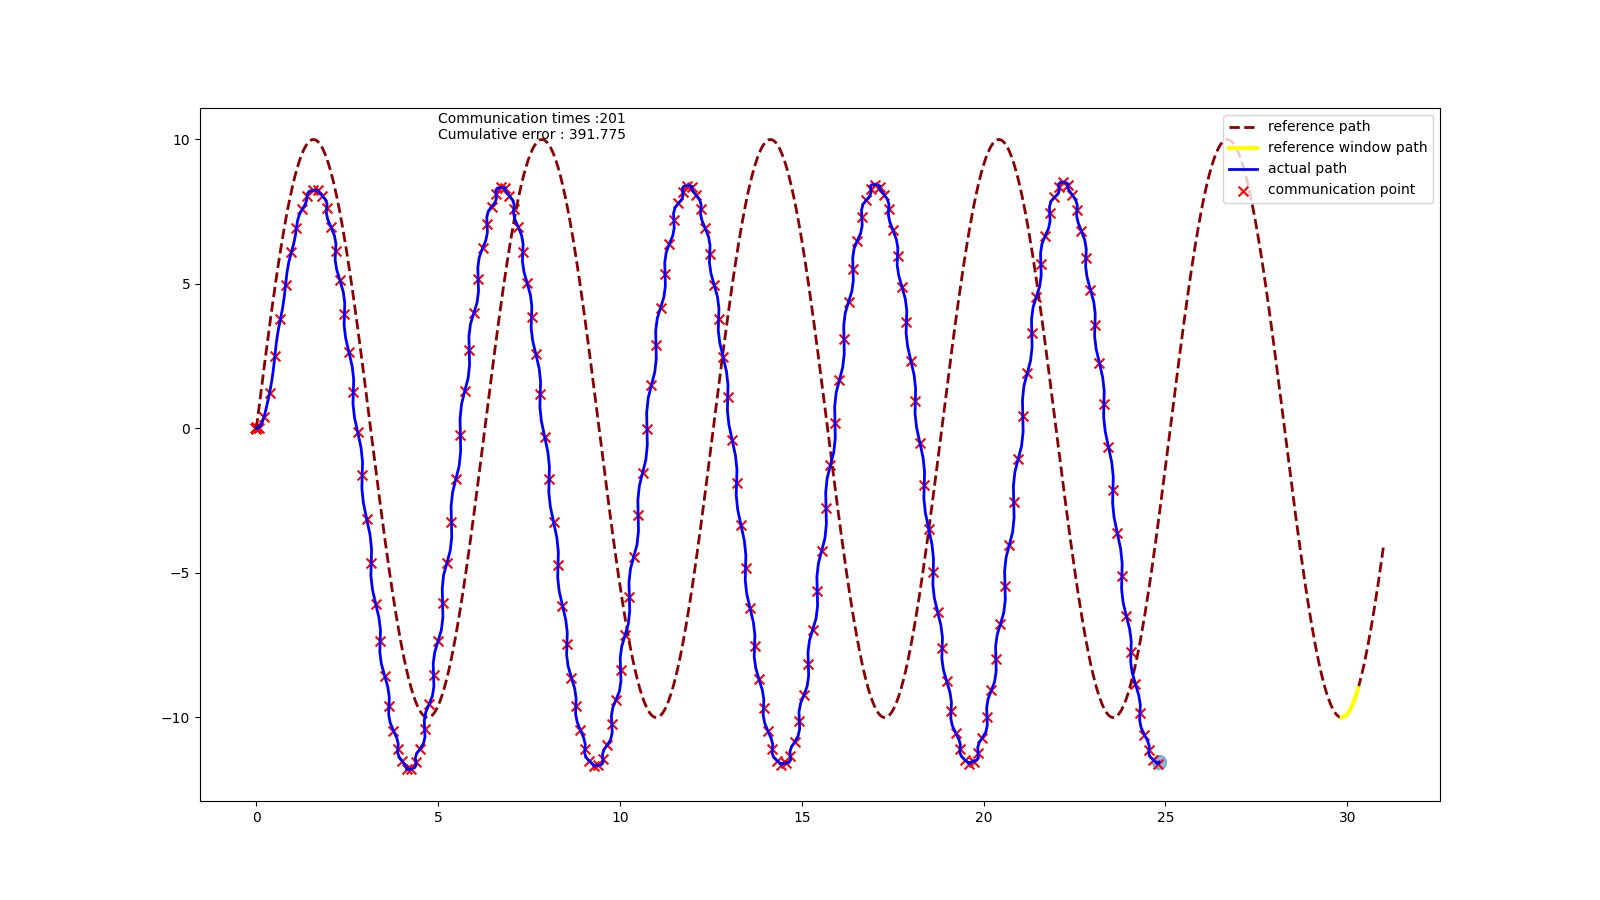 Communication times :201
Cumulative error : 391.775
reference path
reference window path
actual path
communication point
10
5
0
−5
−10
0 5 10 15 20 25 30